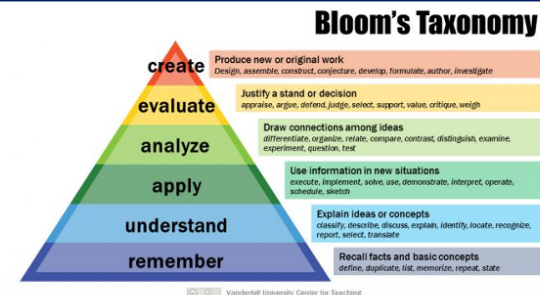 Bloom's Taxonomy
create
Produce new or original work
Design, assemble, construct, conjecture, develop, formulate, author, investigate
evaluate
Justify a stand or decision
appraise, argue, defend, judge, select, support, value, critique, weigh
analyze
Draw connections among ideas
differentiate, organize, relate, compare, contrast, distinguish, examine,
experiment, question, test
apply
Use information in new situations
execute, implement, solve, use, demonstrate, interpret, operate,
schedule, sketch
understand
Explain ideas or concepts
classify, describe, discuss, explain, identify, locate, recognize,
report, select, translate
remember
Recall facts and basic concepts
define, duplicate, list, memorize, repeat, state
Vanderbilt University Center for Teaching